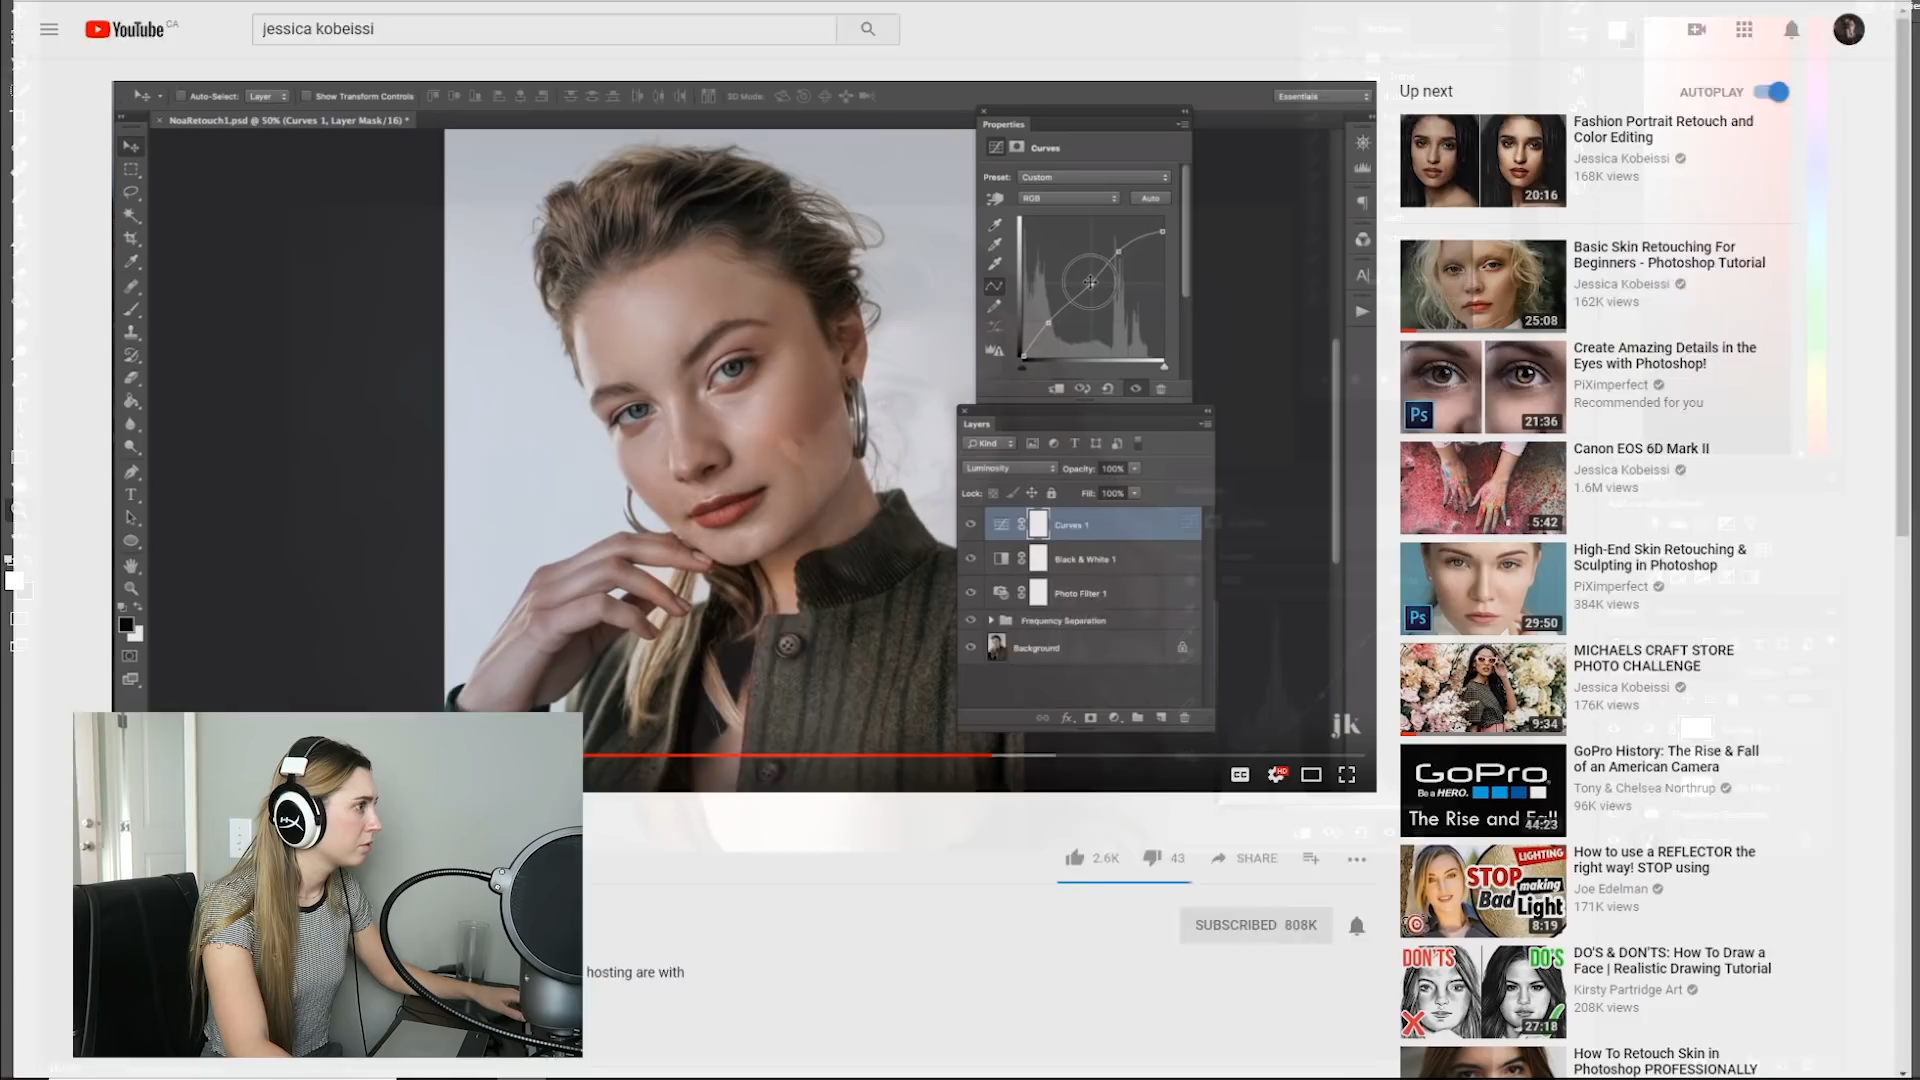 YouTube CA
jessica kobeissi
Auto-Select: Layer Show Transform Controls 3D Mode: Essentials
NoaRetouch1.psd @ 50% (Curves 1, Layer Mask/16) *
Properties
Curves
Preset: Custom
RGB Auto
Layers
Kind
Luminosity Opacity: 100%
Lock: Fill: 100%
Curves 1
Black & White 1
Photo Filter 1
Frequency Separation
Background
jk
CC HD
2.6K 43 SHARE
SUBSCRIBED 808K
hosting are with
Up next AUTOPLAY
Fashion Portrait Retouch and
Color Editing
Jessica Kobeissi
168K views
20:16
Basic Skin Retouching For
Beginners - Photoshop Tutorial
Jessica Kobeissi
162K views
25:08
Create Amazing Details in the
Eyes with Photoshop!
PiXimperfect
Recommended for you
Ps
21:36
Canon EOS 6D Mark II
Jessica Kobeissi
1.6M views
5:42
High-End Skin Retouching &
Sculpting in Photoshop
PiXimperfect
384K views
Ps
29:50
MICHAELS CRAFT STORE
PHOTO CHALLENGE
Jessica Kobeissi
176K views
9:34
GoPro History: The Rise & Fall
of an American Camera
Tony & Chelsea Northrup
96K views
GoPro
Be a HERO.
The Rise and Fall
44:23
How to use a REFLECTOR the
right way! STOP using
Joe Edelman
171K views
LIGHTING
STOP
making
Bad Light
8:19
DO'S & DON'TS: How To Draw a
Face | Realistic Drawing Tutorial
Kirsty Partridge Art
208K views
DON'TS DO'S
27:18
How To Retouch Skin in
Photoshop PROFESSIONALLY